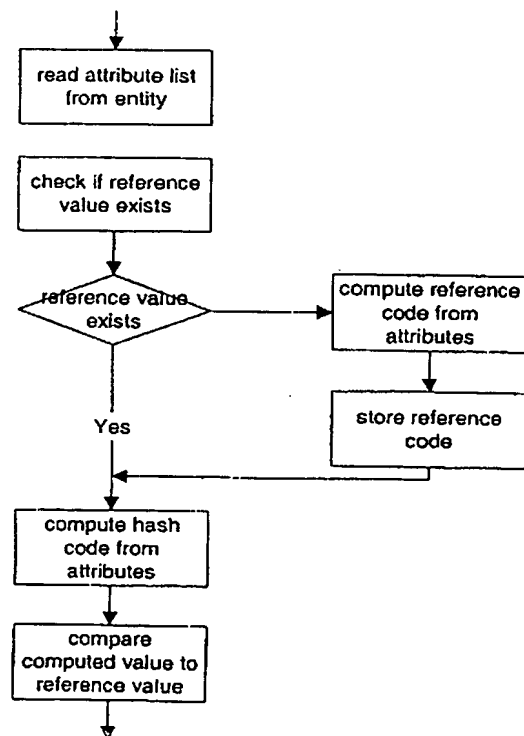 read attribute list
from entity
check if reference
value exists
reference value
exists
compute reference
code from
attributes
store reference
code
Yes
compute hash
code from
attributes
compare
computed value to
reference value